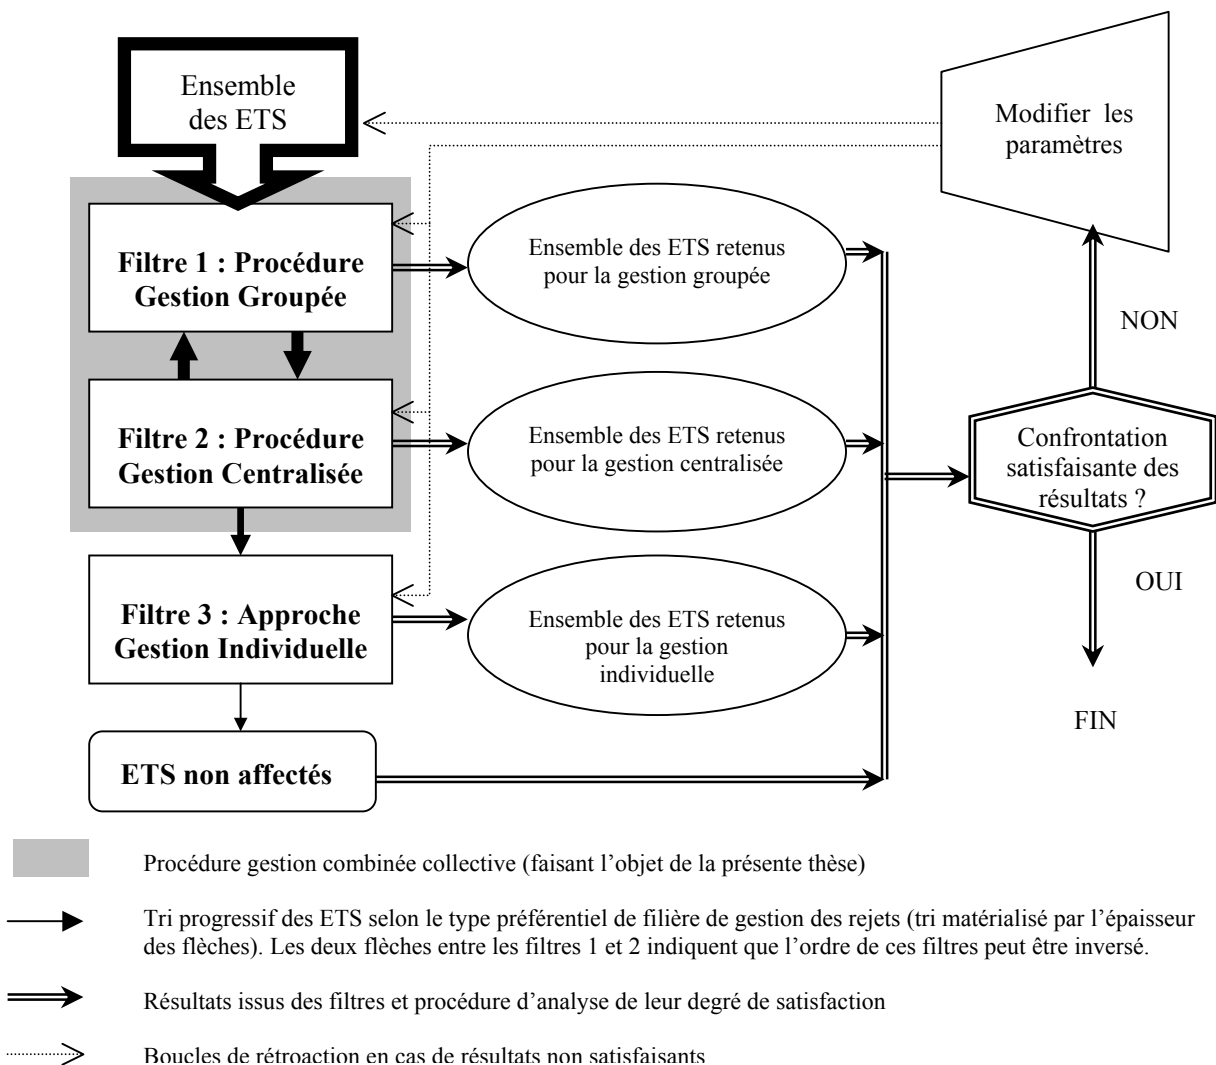 Ensemble
des ETS
Modifier les
paramètres
Filtre 1 : Procédure
Gestion Groupée
Ensemble des ETS retenus
pour la gestion groupée
NON
Filtre 2 : Procédure
Gestion Centralisée
Ensemble des ETS retenus
pour la gestion centralisée
Confrontation
satisfaisante des
résultats ?
OUI
Filtre 3 : Approche
Gestion Individuelle
Ensemble des ETS retenus
pour la gestion
individuelle
FIN
ETS non affectés
Procédure gestion combinée collective (faisant l’objet de la présente thèse)
Tri progressif des ETS selon le type préférentiel de filière de gestion des rejets (tri matérialisé par l’épaisseur
des flèches). Les deux flèches entre les filtres 1 et 2 indiquent que l’ordre de ces filtres peut être inversé.
Résultats issus des filtres et procédure d’analyse de leur degré de satisfaction
Boucles de rétroaction en cas de résultats non satisfaisants